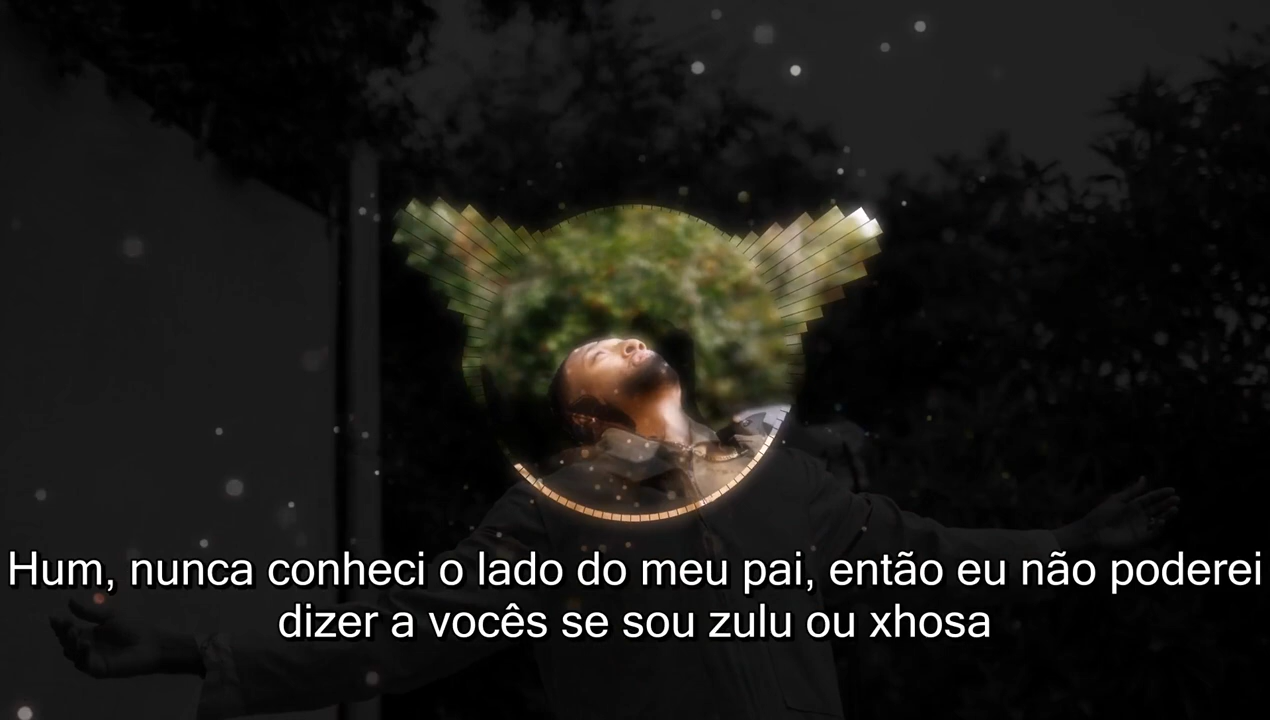 Hum, nunca conheci o lado do meu pai, então eu não poderei
dizer a vocês se sou zulu ou xhosa